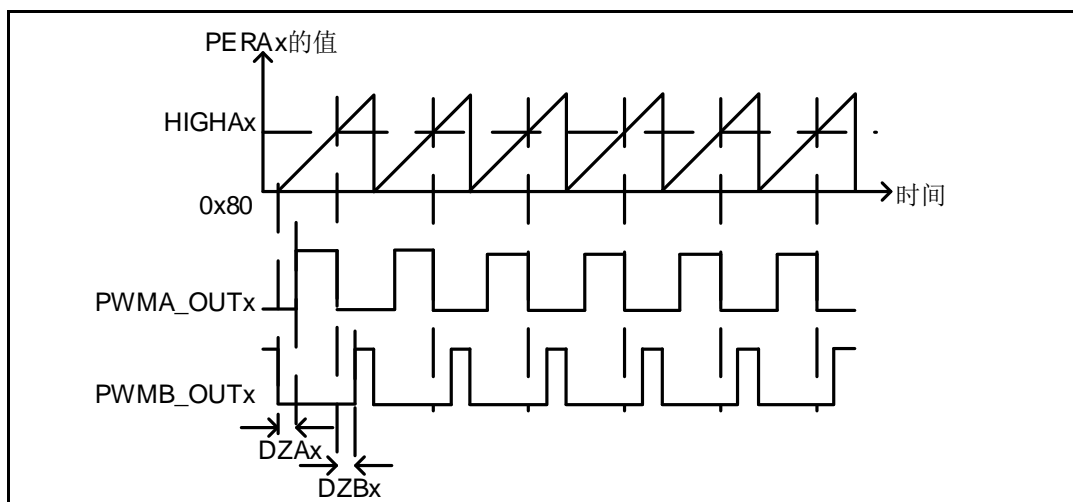 PERAx的值
HIGHAx
0x80
时间
PWMA_OUTx
PWMB_OUTx
DZAx
DZBx